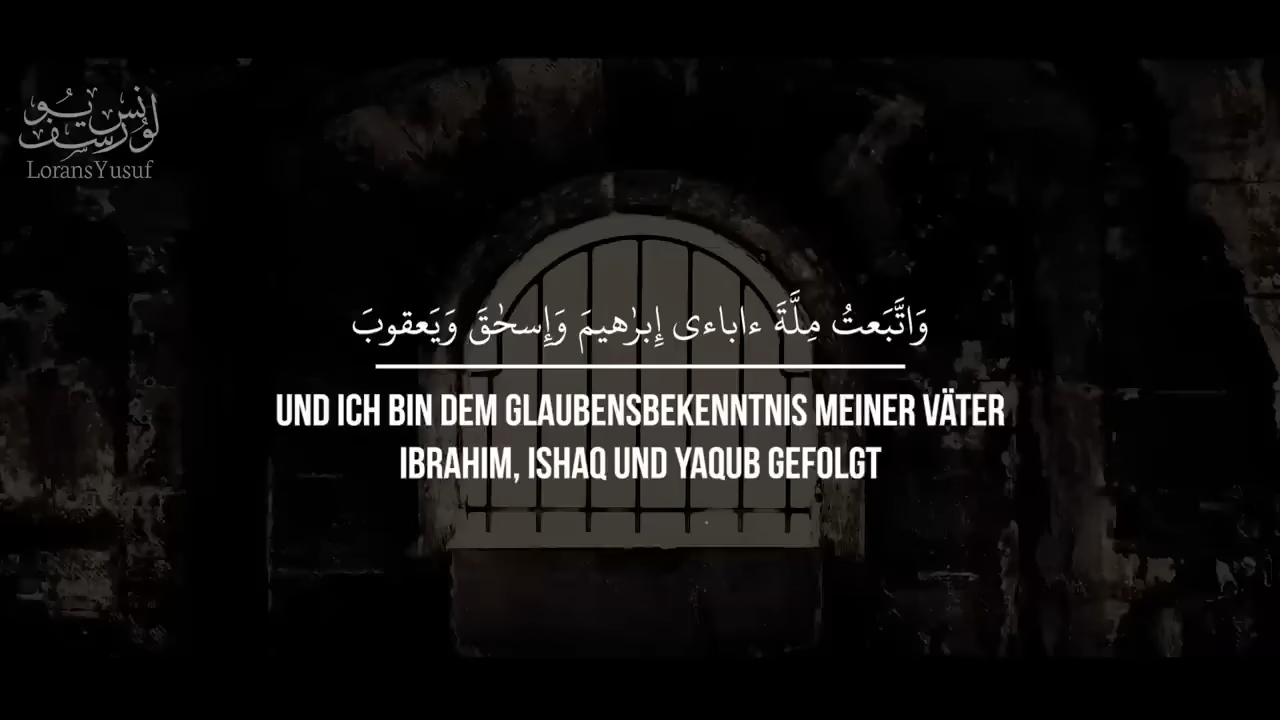 لورنس يوسف
LoransYusuf
وَاتَّبَعتُ مِلَّةَ ءاباءى إِبرٰهيمَ وَإِسحٰقَ وَيَعقوبَ
UND ICH BIN DEM GLAUBENSBEKENNTNIS MEINER VÄTER
IBRAHIM, ISHAQ UND YAQUB GEFOLGT